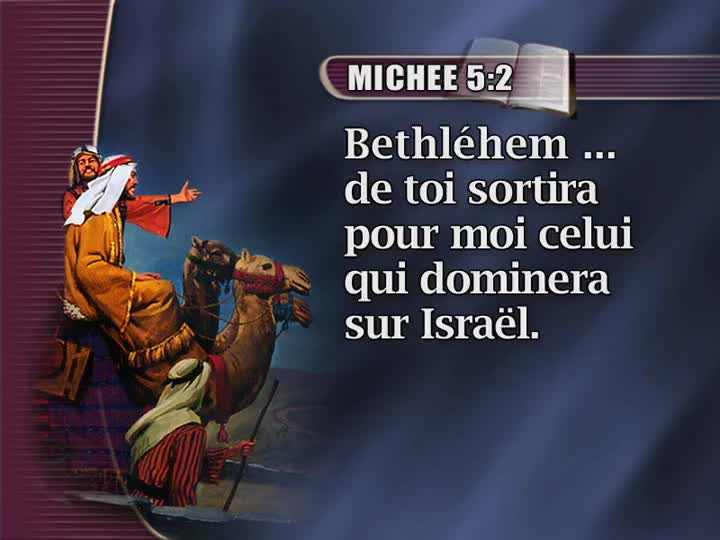 MICHEE 5:2
Bethléhem ...
de toi sortira
pour moi celui
qui dominera
sur Israël.